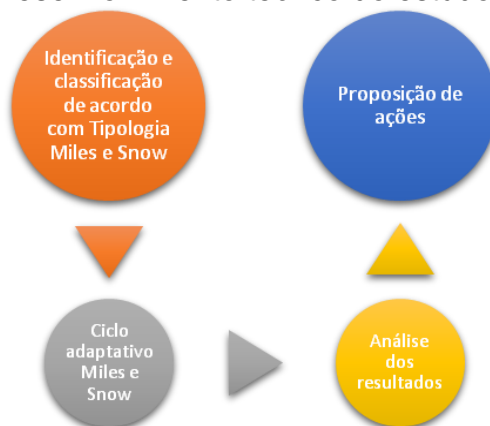 Identificação e
classificação
de acordo
com Tipologia
Miles e Snow
Ciclo
adaptativo
Miles e
Snow
Análise
dos
resultados
Proposição de
ações